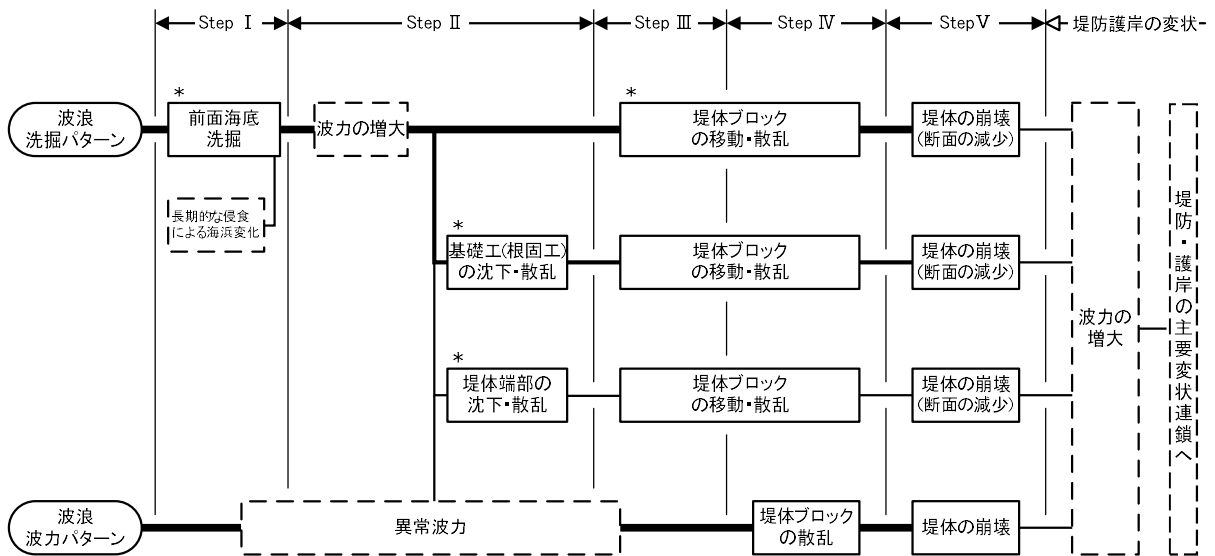 Step Ⅰ
Step Ⅱ
Step Ⅲ
Step Ⅳ
Step Ⅴ
堤防護岸の変状
波浪
洗掘パターン
*
前面海底
洗掘
波力の増大
*
堤体ブロック
の移動・散乱
堤体の崩壊
(断面の減少)
長期的な侵食
による海浜変化
*
基礎工(根固工)
の沈下・散乱
堤体ブロック
の移動・散乱
堤体の崩壊
(断面の減少)
*
堤体端部の
沈下・散乱
堤体ブロック
の移動・散乱
堤体の崩壊
(断面の減少)
波浪
波力パターン
異常波力
堤体ブロック
の散乱
堤体の崩壊
波力の
増大
堤防・護岸の主要変状連鎖へ